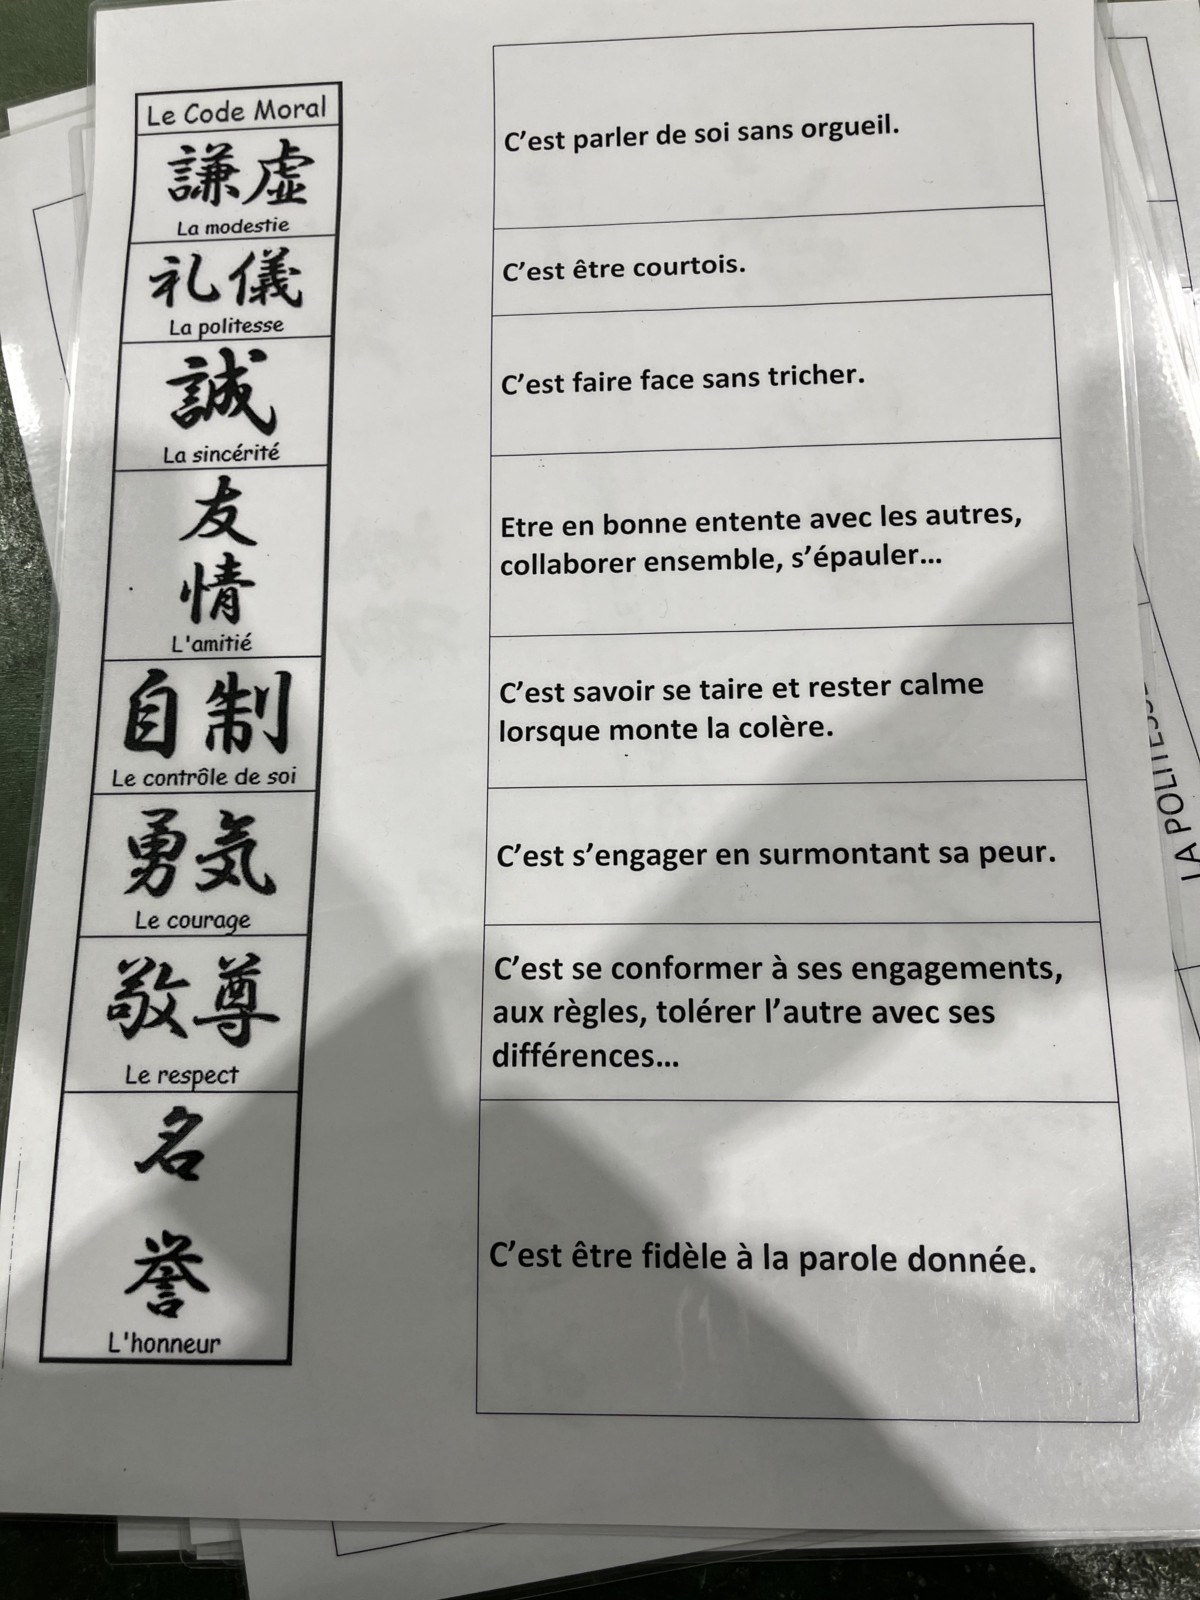 Le Code Moral
謙虚
La modestie
礼儀
La politesse
誠
La sincérité
友
情
L'amitié
自制
Le contrôle de soi
勇気
Le courage
敬尊
Le respect
名
誉
L'honneur
C’est parler de soi sans orgueil.
C’est être courtois.
C’est faire face sans tricher.
Etre en bonne entente avec les autres,
collaborer ensemble, s’épauler...
C’est savoir se taire et rester calme
lorsque monte la colère.
C’est s’engager en surmontant sa peur.
C’est se conformer à ses engagements,
aux règles, tolérer l’autre avec ses
différences...
C’est être fidèle à la parole donnée.
LA POLITESSE